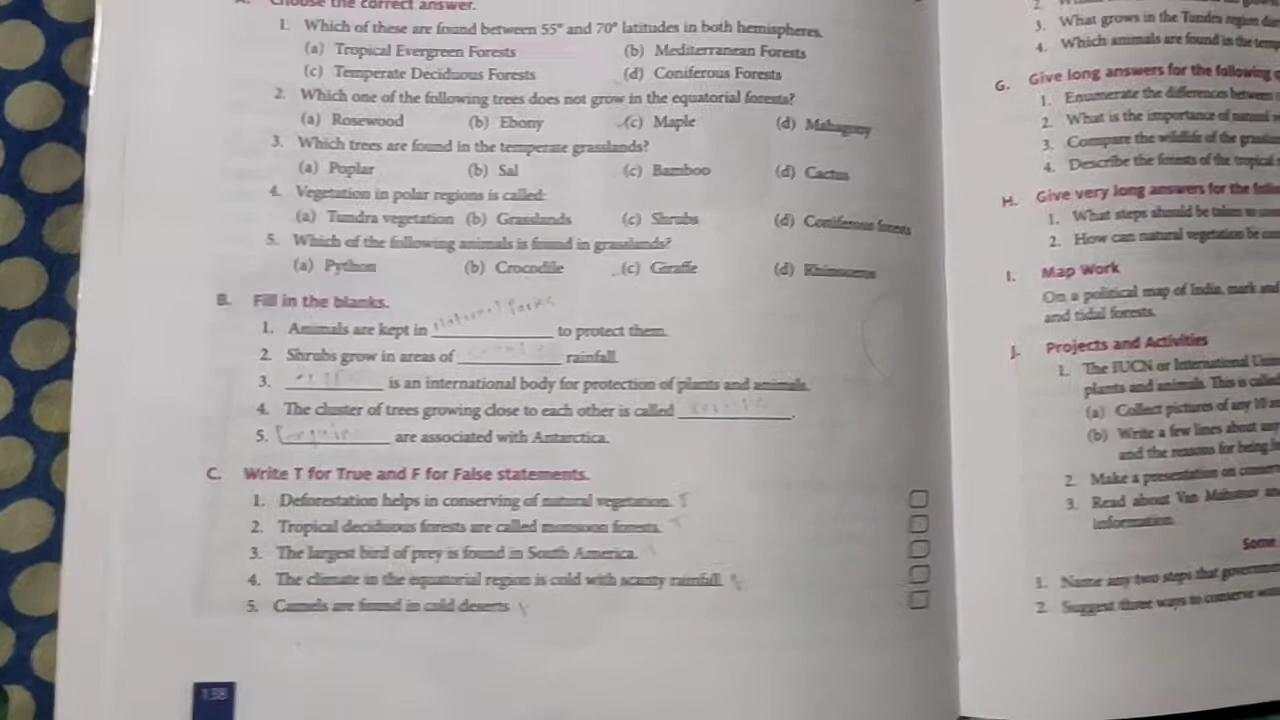 Choose the correct answer.
1. Which of these are found between 55° and 70° latitudes in both hemispheres.
(a) Tropical Evergreen Forests (b) Mediterranean Forests
(c) Temperate Deciduous Forests (d) Coniferous Forests
2. Which one of the following trees does not grow in the equatorial forests?
(a) Rosewood (b) Ebony (c) Maple (d) Mahogany
3. Which trees are found in the temperate grasslands?
(a) Poplar (b) Sal (c) Bamboo (d) Cactus
4. Vegetation in polar regions is called:
(a) Tundra vegetation (b) Grasslands (c) Shrubs (d) Coniferous forests
5. Which of the following animals is found in grasslands?
(a) Python (b) Crocodile (c) Giraffe (d) Rhinoceros
B. Fill in the blanks.
1. Animals are kept in National Parks to protect them.
2. Shrubs grow in areas of ____ rainfall.
3. ____ is an international body for protection of plants and animals.
4. The cluster of trees growing close to each other is called ____.
5. ____ are associated with Antarctica.
C. Write T for True and F for False statements.
1. Deforestation helps in conserving of natural vegetation.
2. Tropical deciduous forests are called monsoon forests.
3. The largest bird of prey is found in South America.
4. The climate in the equatorial region is cold with scanty rainfall.
5. Camels are found in cold deserts
138
2.
3. What grows in the Tundra region
4. Which animals are found in the
G. Give long answers for the following
1. Enumerate the differences between
2. What is the importance of natural
3. Compare the wildlife of the
4. Describe the forests of the tropical
H. Give very long answers for the
1. What steps should be taken to
2. How can natural vegetation be
I. Map Work
On a political map of India, mark and
and tidal forests.
J. Projects and Activities
1. The IUCN or International
plants and animals. This is called
(a) Collect pictures of any 10
(b) Write a few lines about any
and the reasons for being
2. Make a presentation on
3. Read about Van Mahotsav
information.
Some
1. Name any two steps that
2. Suggest three ways to conserve